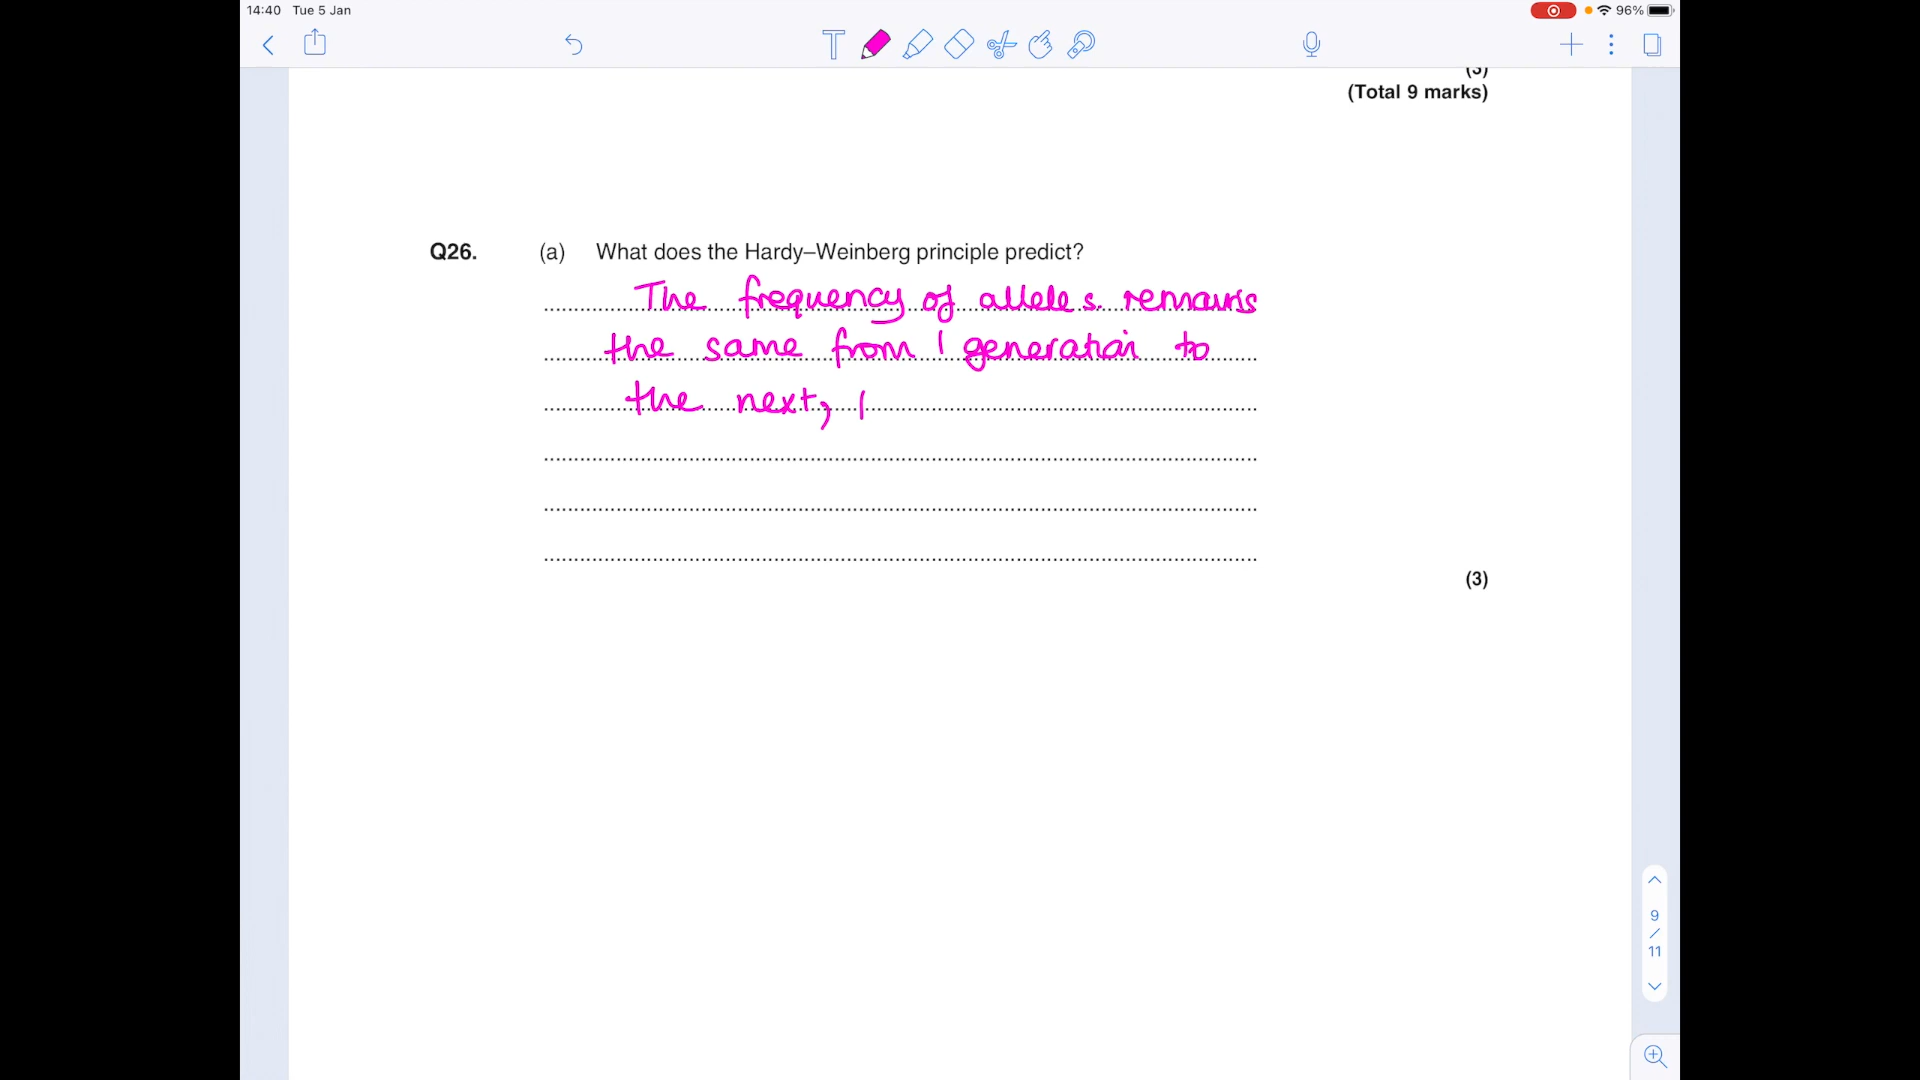 14:40 Tue 5 Jan
96%
(3)
(Total 9 marks)
Q26. (a) What does the Hardy–Weinberg principle predict?
The frequency of alleles remains
the same from 1 generation to
the next,
(3)
9
/
11